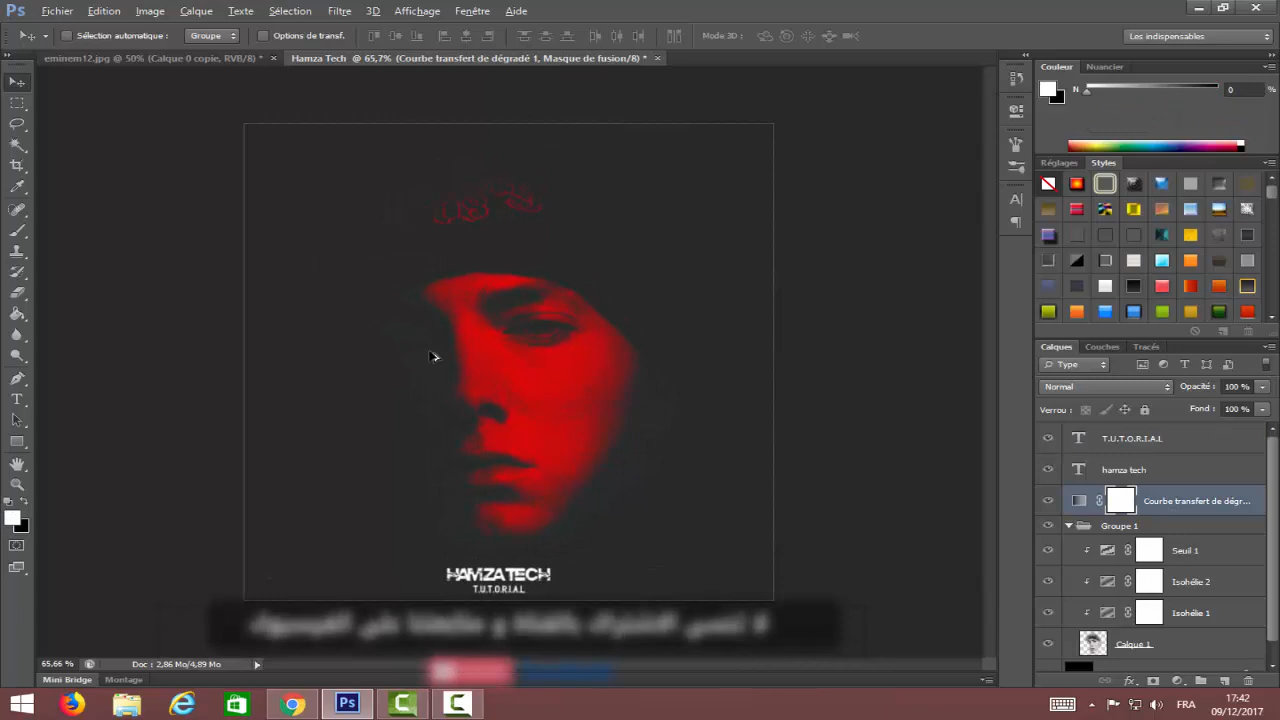 Ps Fichier Edition Image Calque Texte Sélection Filtre 3D Affichage Fenêtre Aide
Sélection automatique : Groupe Options de transf. Mode 3D : Les indispensables
eminem12.jpg @ 50% (Calque 0 copie, RVB/8) * × Hamza Tech @ 65,7% (Courbe transfert de dégradé 1, Masque de fusion/8) * ×
Couleur Nuancier
N 0 %
Réglages Styles
Calques Couches Tracés
Type
Normal Opacité : 100 %
Verrou : Fond : 100 %
T.U.T.O.R.I.A.L
hamza tech
Courbe transfert de dégr...
Groupe 1
Seuil 1
Isohélie 2
Isohélie 1
Calque 1
HAMZA TECH
T.U.T.O.R.I.A.L
65,66 % Doc : 2,86 Mo/4,89 Mo
Mini Bridge Montage
FRA 17:42
09/12/2017